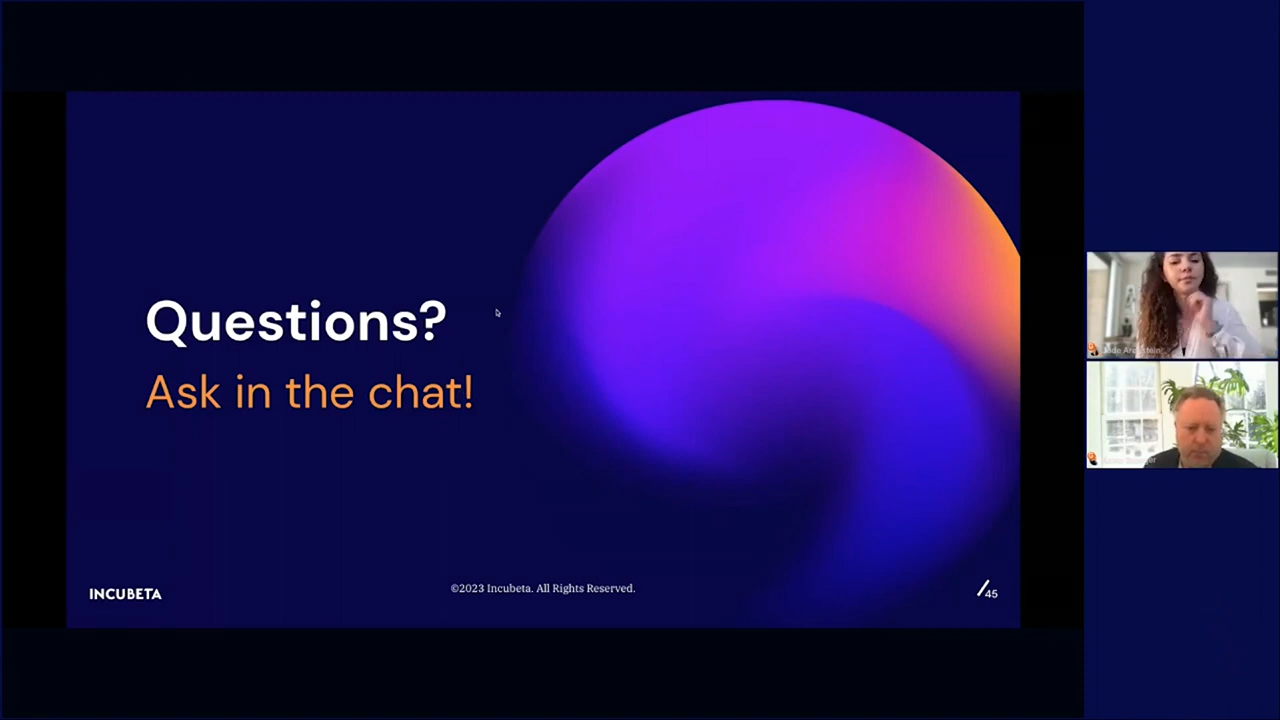 Questions?
Ask in the chat!
INCUBETA
©2023 Incubeta. All Rights Reserved.
/45